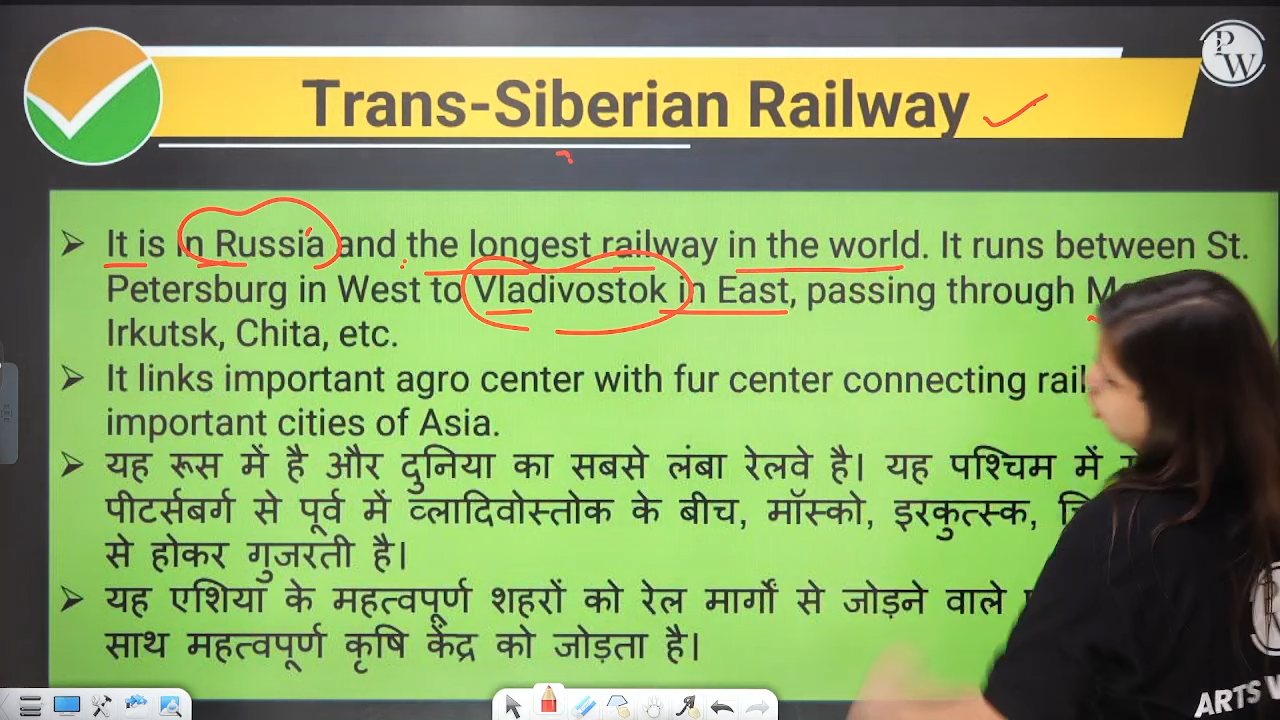 Trans-Siberian Railway
PW
It is in Russia and the longest railway in the world. It runs between St.
Petersburg in West to Vladivostok in East, passing through
Irkutsk, Chita, etc.
It links important agro center with fur center connecting
important cities of Asia.
यह रूस में है और दुनिया का सबसे लंबा रेलवे है। यह पश्चिम में
पीटर्सबर्ग से पूर्व में व्लादिवोस्तोक के बीच, मॉस्को, इरकुत्स्क,
से होकर गुजरती है।
यह एशिया के महत्वपूर्ण शहरों को रेल मार्गों से जोड़ने वाले
साथ महत्वपूर्ण कृषि केंद्र को जोड़ता है।
ARTS